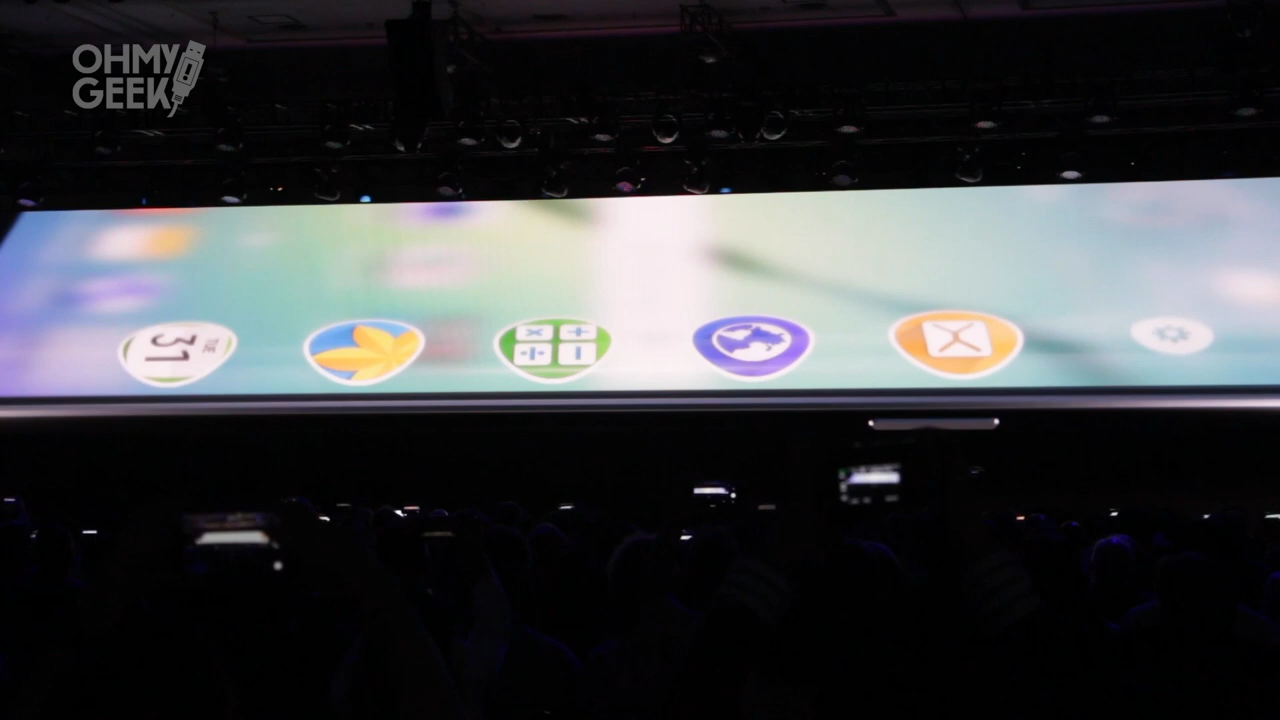 OHMY
GEEK
31
TUE
× +
÷ −